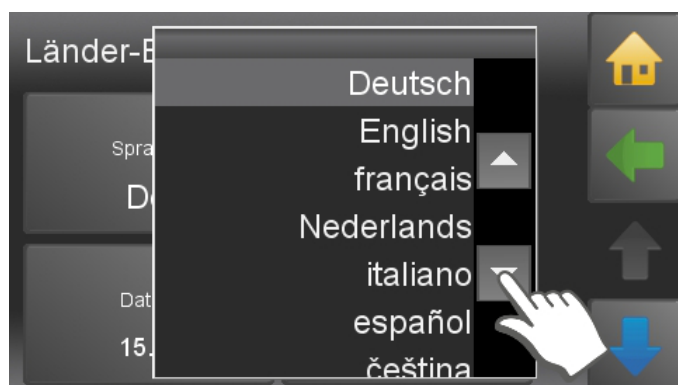 Länder-E
Deutsch
English
français
Nederlands
italiano
español
čeština
Spra
D
Dat
15.